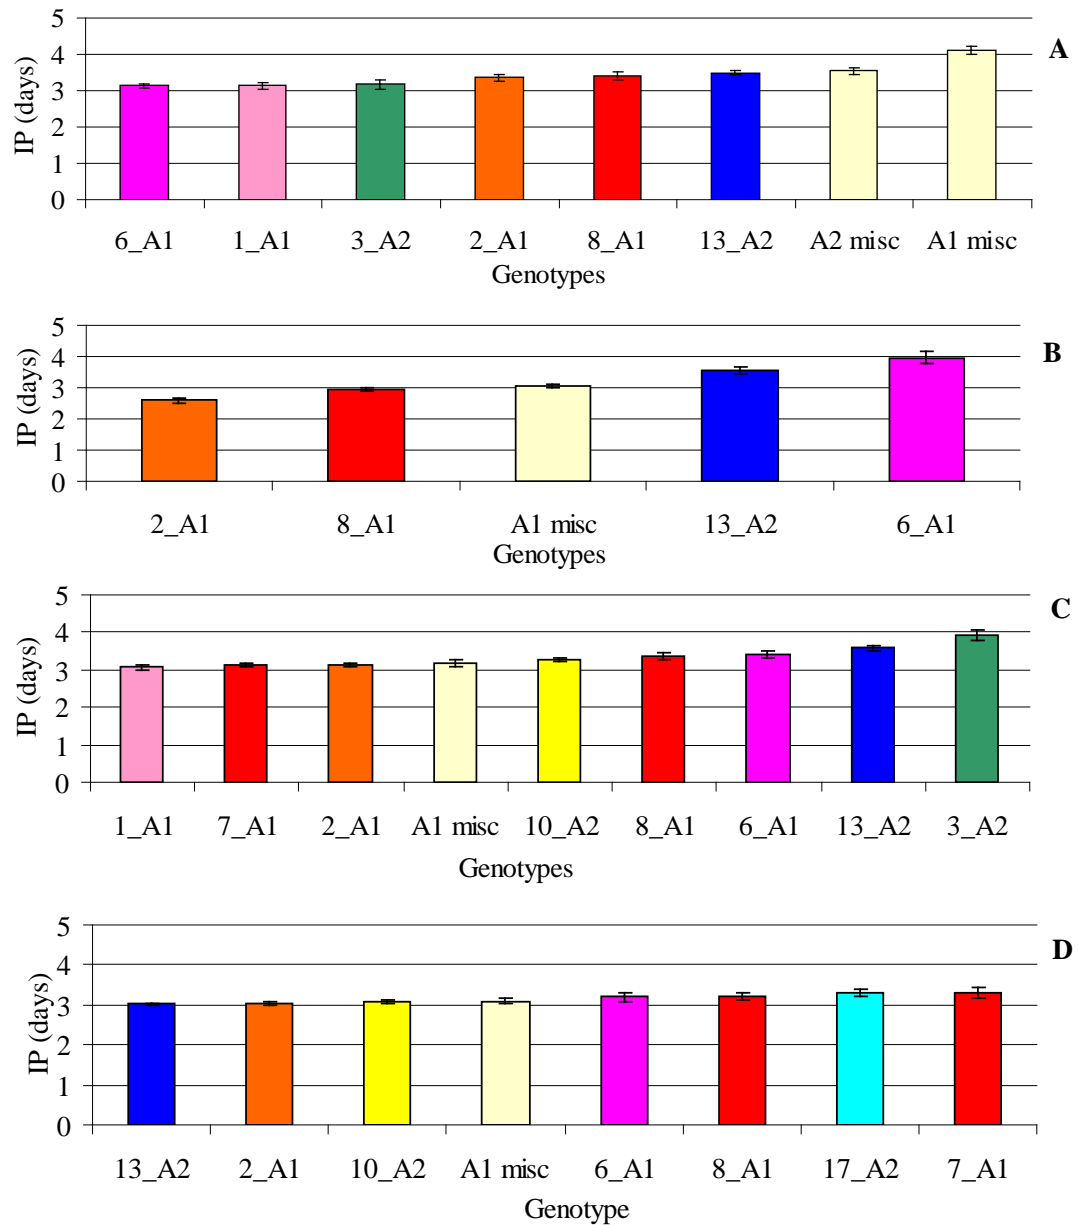 5
4
3
2
1
0
IP (days)
A
6_A1 1_A1 3_A2 2_A1 8_A1 13_A2 A2 misc A1 misc
Genotypes
5
4
3
2
1
0
IP (days)
B
2_A1 8_A1 A1 misc 13_A2 6_A1
Genotypes
5
4
3
2
1
0
IP (days)
C
1_A1 7_A1 2_A1 A1 misc 10_A2 8_A1 6_A1 13_A2 3_A2
Genotypes
5
4
3
2
1
0
IP (days)
D
13_A2 2_A1 10_A2 A1 misc 6_A1 8_A1 17_A2 7_A1
Genotype